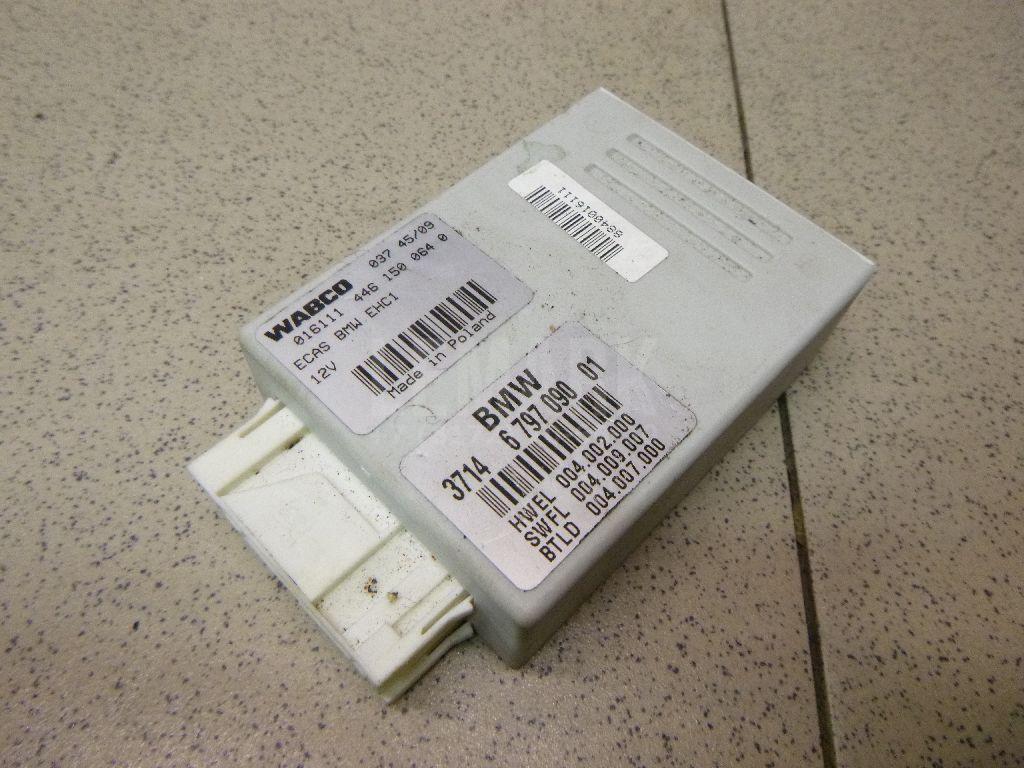 WABCO 037 45/09
016111 446 150 064 0
ECAS BMW EHC1
12V
Made in Poland
8840016111
BMW
3714 6 797 090 01
HWEL 004.002.000
SWFL 004.009.007
BTLD 004.007.000